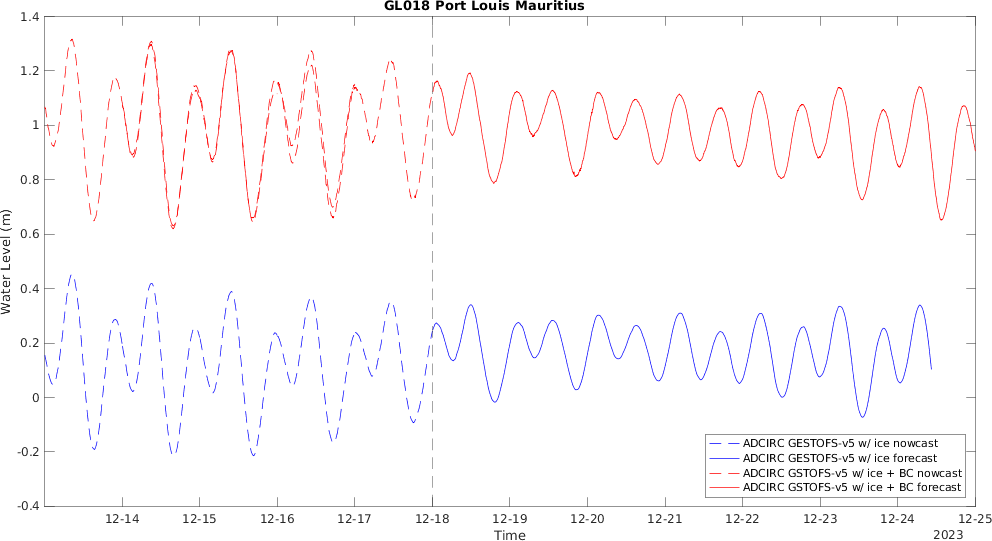 GL018 Port Louis Mauritius
1.4
1.2
1
0.8
0.6
0.4
0.2
0
-0.2
-0.4
Water Level (m)
12-14 12-15 12-16 12-17 12-18 12-19 12-20 12-21 12-22 12-23 12-24 12-25
Time
2023
ADCIRC GESTOFS-v5 w/ ice nowcast
ADCIRC GESTOFS-v5 w/ ice forecast
ADCIRC GSTOFS-v5 w/ ice + BC nowcast
ADCIRC GSTOFS-v5 w/ ice + BC forecast